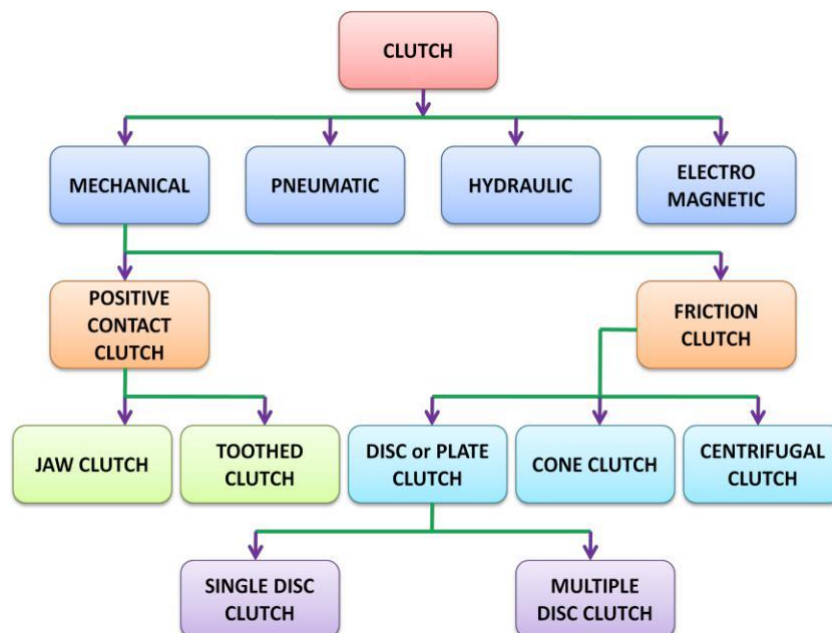 CLUTCH
MECHANICAL
PNEUMATIC
HYDRAULIC
ELECTRO
MAGNETIC
POSITIVE
CONTACT
CLUTCH
FRICTION
CLUTCH
JAW CLUTCH
TOOTHED
CLUTCH
DISC or PLATE
CLUTCH
CONE CLUTCH
CENTRIFUGAL
CLUTCH
SINGLE DISC
CLUTCH
MULTIPLE
DISC CLUTCH